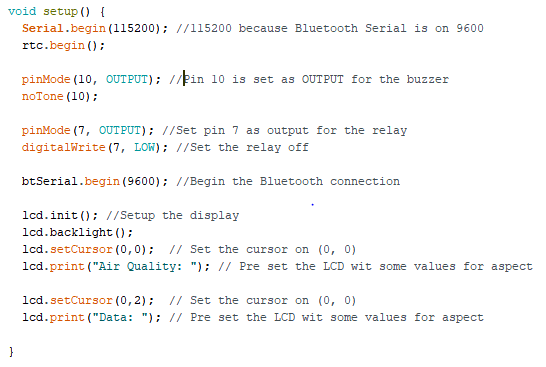 void setup() {
  Serial.begin(115200); //115200 because Bluetooth Serial is on 9600
  rtc.begin();
  pinMode(10, OUTPUT); //Pin 10 is set as OUTPUT for the buzzer
  noTone(10);
  pinMode(7, OUTPUT); //Set pin 7 as output for the relay
  digitalWrite(7, LOW); //Set the relay off
  btSerial.begin(9600); //Begin the Bluetooth connection
  lcd.init(); //Setup the display
  lcd.backlight();
  lcd.setCursor(0,0);  // Set the cursor on (0, 0)
  lcd.print("Air Quality: "); // Pre set the LCD wit some values for aspect
  lcd.setCursor(0,2);  // Set the cursor on (0, 0)
  lcd.print("Data: "); // Pre set the LCD wit some values for aspect
}